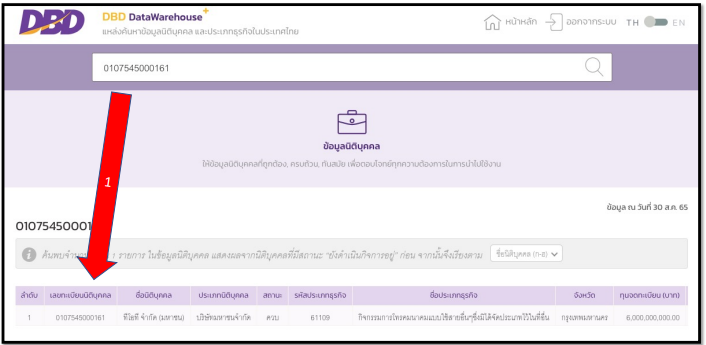 DBD DBD DataWarehouse+ หน้าหลัก ออกจากระบบ TH EN
แหล่งค้นหาข้อมูลนิติบุคคล และประเภทธุรกิจในประเทศไทย
0107545000161
ข้อมูลนิติบุคคล
ให้ข้อมูลนิติบุคคลที่ถูกต้อง, ครบถ้วน, ทันสมัย เพื่อตอบโจทย์ทุกความต้องการในการนำไปใช้งาน
1
ข้อมูล ณ วันที่ 30 ส.ค. 65
01075450001
ค้นพบจำ 1 รายการ ในข้อมูลนิติบุคคล แสดงผลจากนิติบุคคลที่มีสถานะ "ยังดำเนินกิจการอยู่" ก่อน จากนั้นจึงเรียงตาม ชื่อนิติบุคคล (ก-ฮ)
ลำดับ เลขทะเบียนนิติบุคคล ชื่อนิติบุคคล ประเภทนิติบุคคล สถานะ รหัสประเภทธุรกิจ ชื่อประเภทธุรกิจ จังหวัด ทุนจดทะเบียน (บาท)
1 0107545000161 ทีโอที จำกัด (มหาชน) บริษัทมหาชนจำกัด ควบ 61109 กิจกรรมการโทรคมนาคมแบบใช้สายอื่นๆซึ่งมิได้จัดประเภทไว้ในที่อื่น กรุงเทพมหานคร 6,000,000,000.00